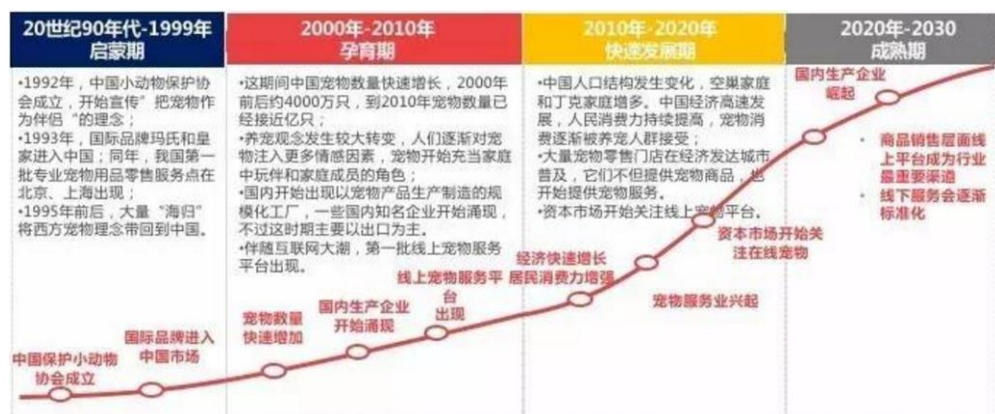 20世纪90年代-1999年
启蒙期
2000年-2010年
孕育期
2010年-2020年
快速发展期
2020年-2030
成熟期
•1992年，中国小动物保护协
会成立，开始宣传“把宠物作
为伴侣“的理念；
•1993年，国际品牌玛氏和皇
家进入中国；同年，我国第一
批专业宠物用品零售服务点在
北京、上海出现；
•1995年前后，大量“海归”
将西方宠物理念带回到中国。
•这期间中国宠物数量快速增长，2000年
前后约4000万只，到2010年宠物数量已
经接近亿只；
•养宠观念发生较大转变，人们逐渐对宠
物注入更多情感因素，宠物开始充当家庭
中玩伴和家庭成员的角色；
•国内开始出现以宠物产品生产制造的规
模化工厂，一些国内知名企业开始涌现，
不过这时期主要以出口为主。
•伴随互联网大潮，第一批线上宠物服务
平台出现。
•中国人口结构发生变化，空巢家庭
和丁克家庭增多。中国经济高速发
展，人民消费力持续提高，宠物消
费逐渐被养宠人群接受；
•大量宠物零售门店在经济发达城市
普及，它们不但提供宠物商品，也
开始提供宠物服务。
•资本市场开始关注线上宠物平台。
国内生产企业
崛起
• 商品销售层面线
上平台成为行业
最重要渠道
• 线下服务会逐渐
标准化
中国保护小动物
协会成立
国际品牌进入
中国市场
宠物数量
快速增加
国内生产企业
开始涌现
线上宠物服务平
台
出现
经济快速增长
居民消费力增强
宠物服务业兴起
资本市场开始关
注在线宠物